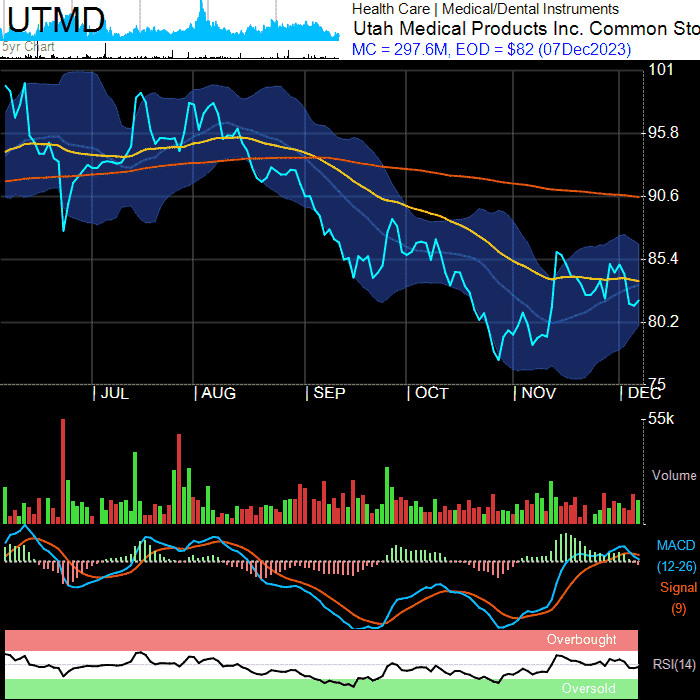 UTMD
5yr Chart
Health Care | Medical/Dental Instruments
Utah Medical Products Inc. Common Sto
MC = 297.6M, EOD = $82 (07Dec2023)
101
95.8
90.6
85.4
80.2
75
JUL
AUG
SEP
OCT
NOV
DEC
55k
Volume
MACD
(12-26)
Signal
(9)
Overbought
RSI(14)
Oversold